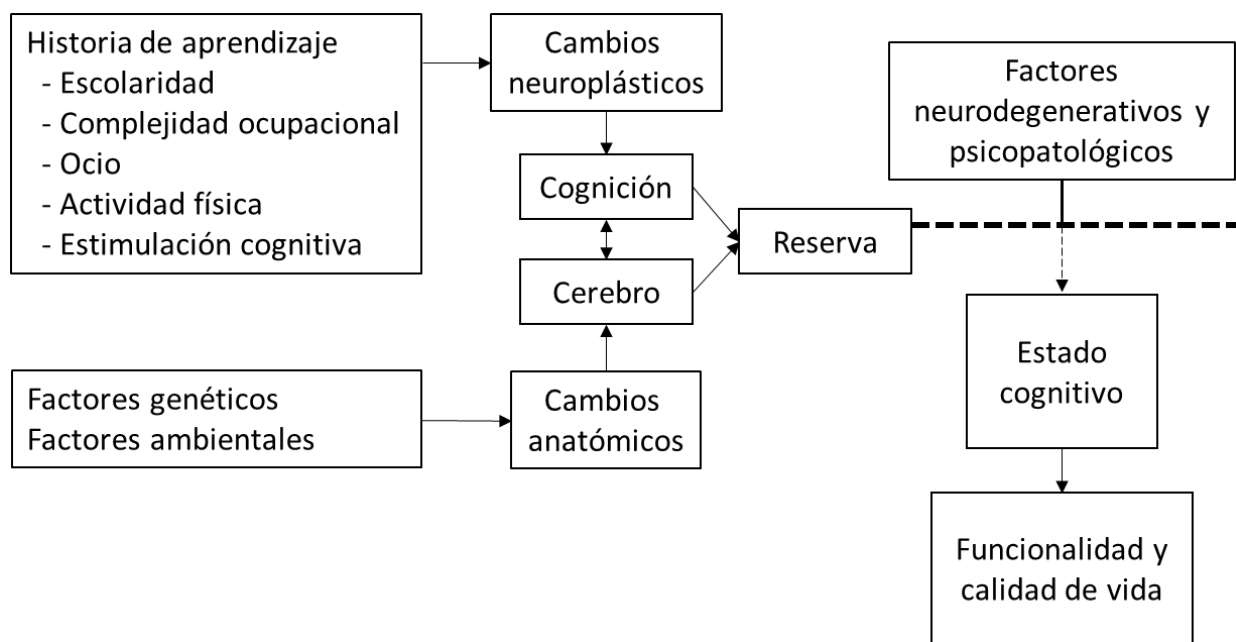 Historia de aprendizaje
- Escolaridad
- Complejidad ocupacional
- Ocio
- Actividad física
- Estimulación cognitiva
Cambios
neuroplásticos
Factores
neurodegenerativos y
psicopatológicos
Cognición
Reserva
Cerebro
Factores genéticos
Factores ambientales
Cambios
anatómicos
Estado
cognitivo
Funcionalidad y
calidad de vida